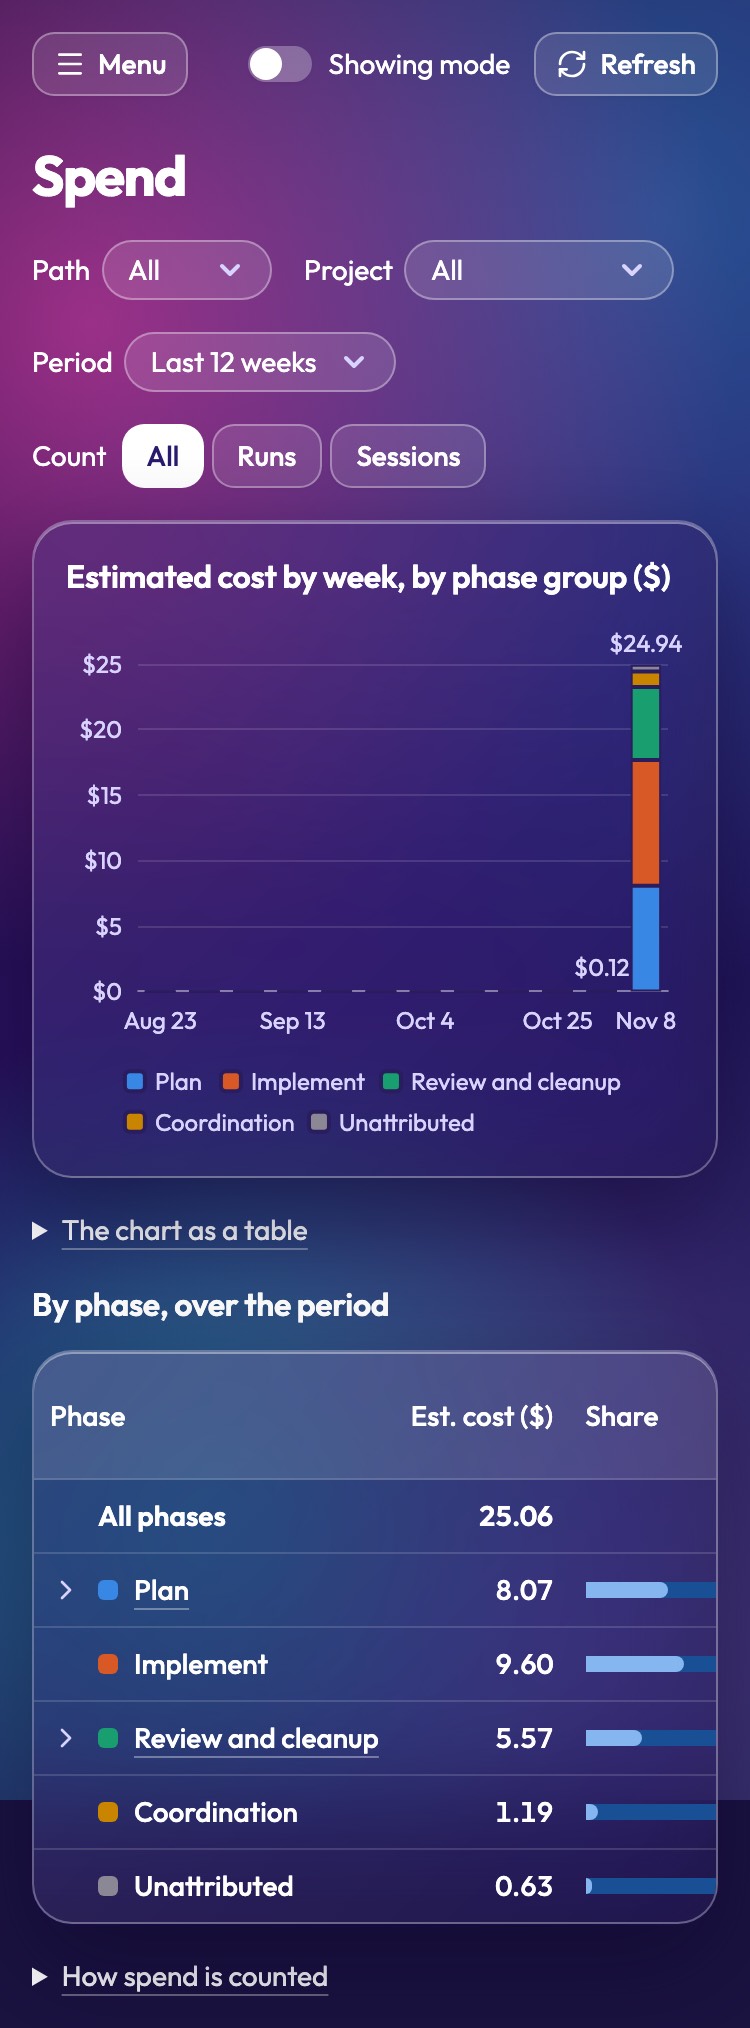 Menu
Showing mode
Refresh
Spend
Path All Project All
Period Last 12 weeks
Count All Runs Sessions
Estimated cost by week, by phase group ($)
$24.94
$25
$20
$15
$10
$5
$0.12
$0
Aug 23 Sep 13 Oct 4 Oct 25 Nov 8
Plan Implement Review and cleanup
Coordination Unattributed
The chart as a table
By phase, over the period
Phase Est. cost ($) Share
All phases 25.06
Plan 8.07
Implement 9.60
Review and cleanup 5.57
Coordination 1.19
Unattributed 0.63
How spend is counted